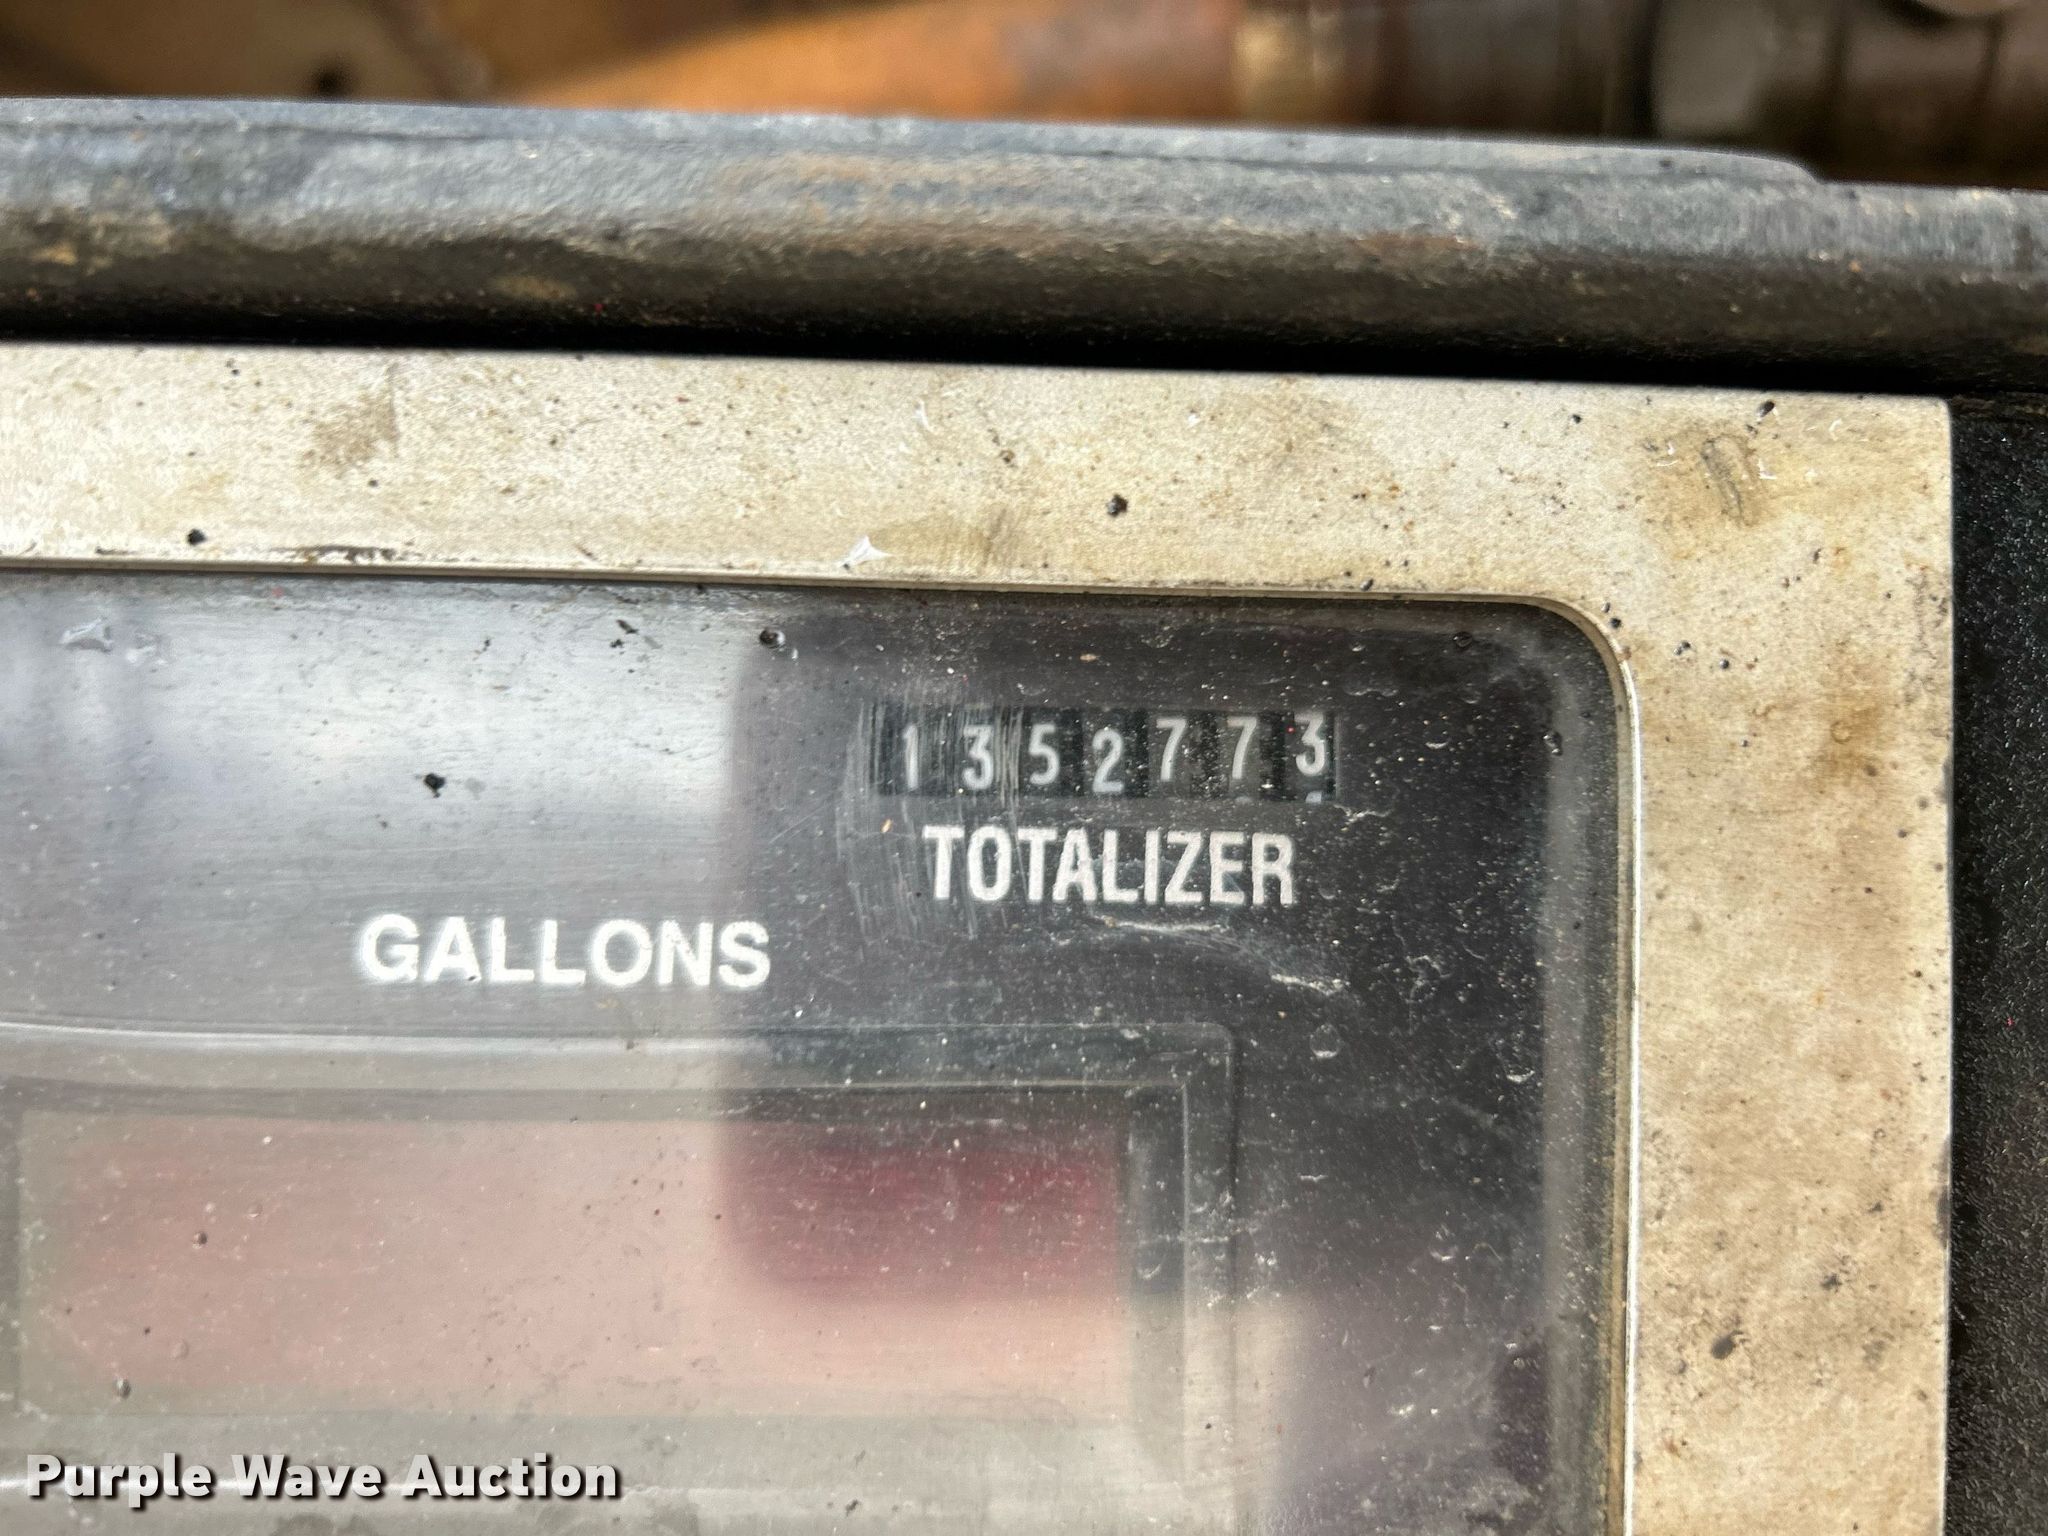 1352773
TOTALIZER
GALLONS
Purple Wave Auction